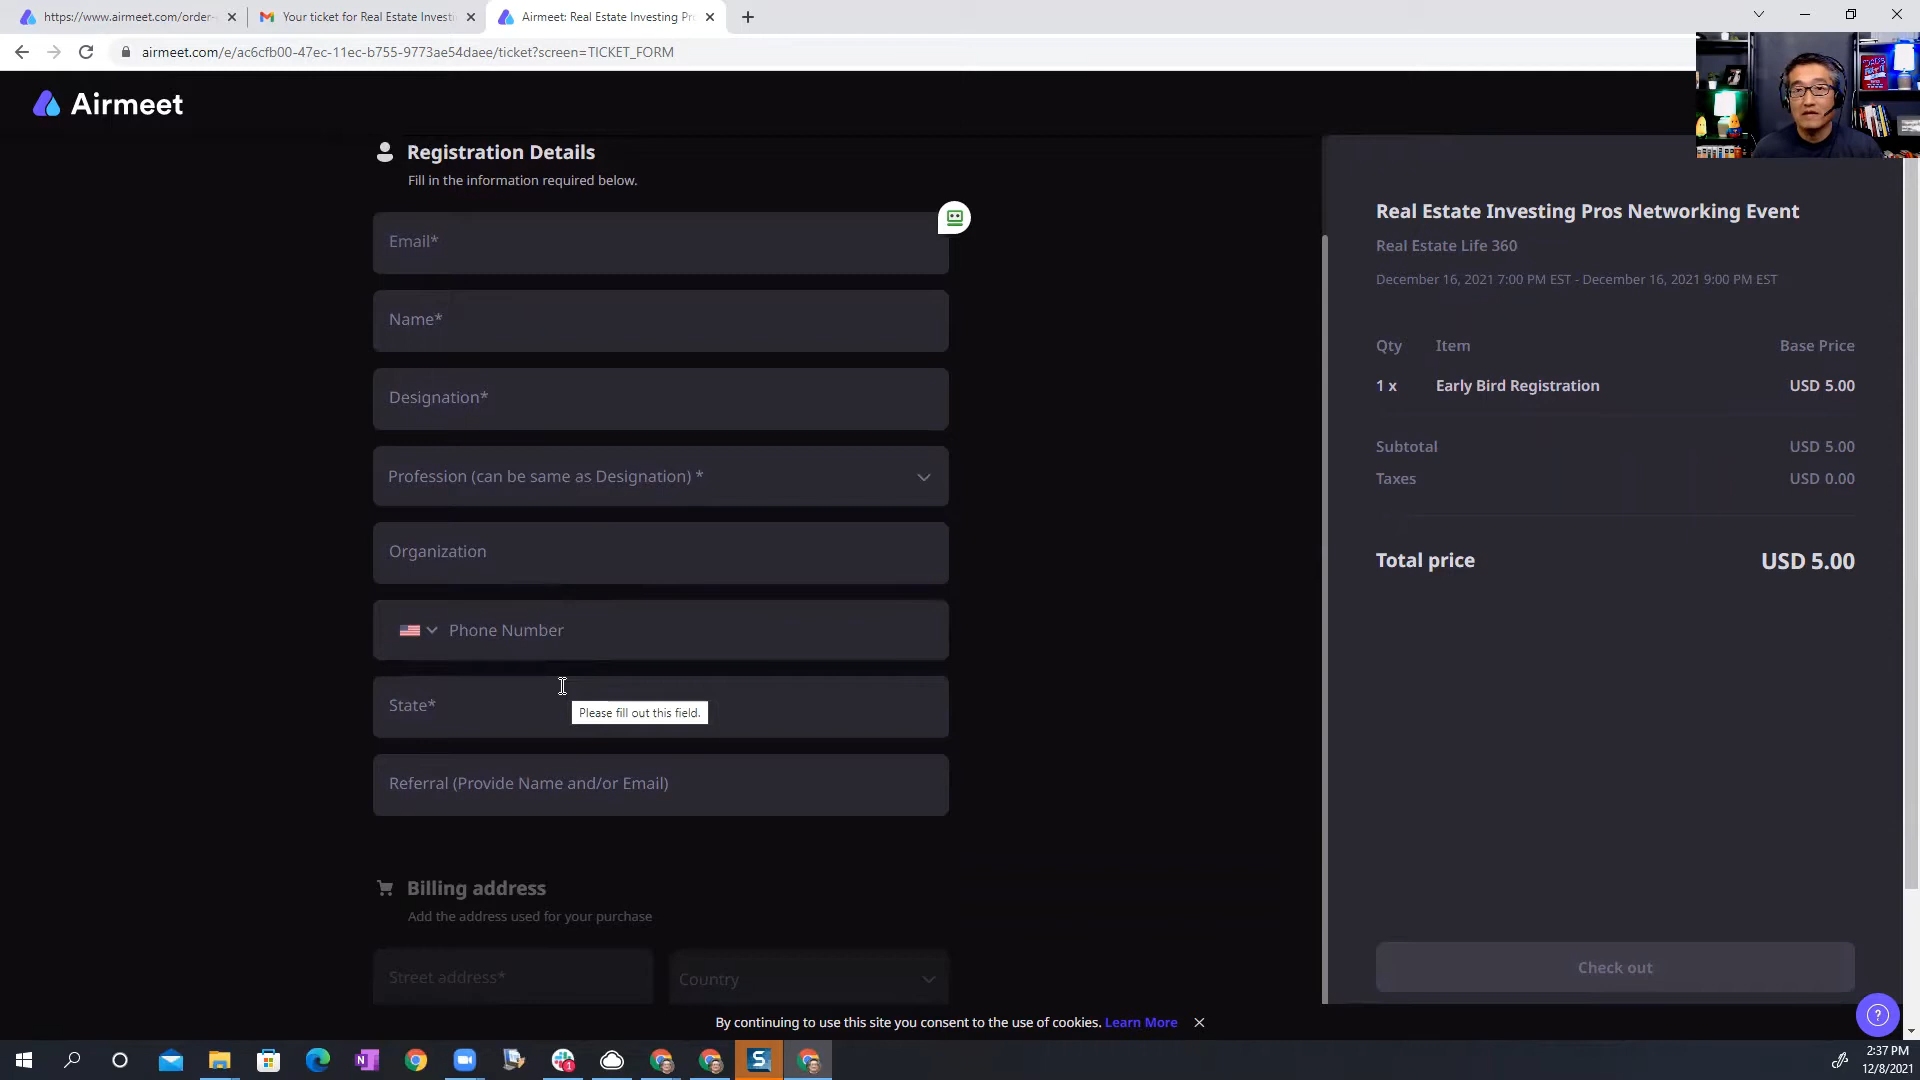 https://www.airmeet.com/order-
Your ticket for Real Estate Investi
Airmeet: Real Estate Investing Pr
airmeet.com/e/ac6cfb00-47ec-11ec-b755-9773ae54daee/ticket?screen=TICKET_FORM
Airmeet
Registration Details
Fill in the information required below.
Email*
Name*
Designation*
Profession (can be same as Designation) *
Organization
Phone Number
State*
Please fill out this field.
Referral (Provide Name and/or Email)
Billing address
Add the address used for your purchase
Street address*
Country
Real Estate Investing Pros Networking Event
Real Estate Life 360
December 16, 2021 7:00 PM EST - December 16, 2021 9:00 PM EST
Qty Item Base Price
1 x Early Bird Registration USD 5.00
Subtotal USD 5.00
Taxes USD 0.00
Total price USD 5.00
Check out
By continuing to use this site you consent to the use of cookies. Learn More
2:37 PM
12/8/2021